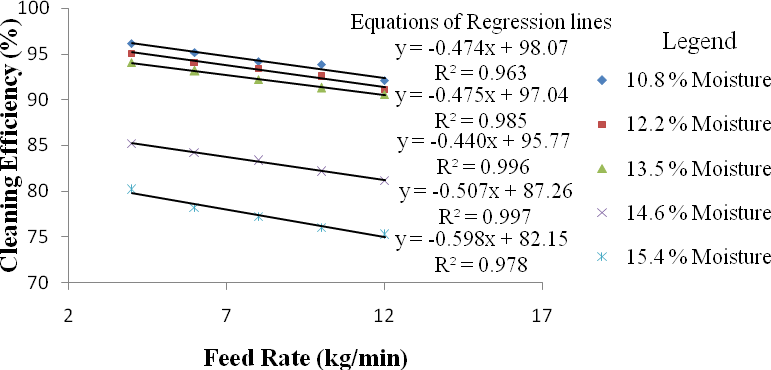 Cleaning Efficiency (%)
100
95
90
85
80
75
70
2
7
12
17
Feed Rate (kg/min)
Equations of Regression lines
y = -0.474x + 98.07
R² = 0.963
y = -0.475x + 97.04
R² = 0.985
y = -0.440x + 95.77
R² = 0.996
y = -0.507x + 87.26
R² = 0.997
y = -0.598x + 82.15
R² = 0.978
Legend
10.8 % Moisture
12.2 % Moisture
13.5 % Moisture
14.6 % Moisture
15.4 % Moisture